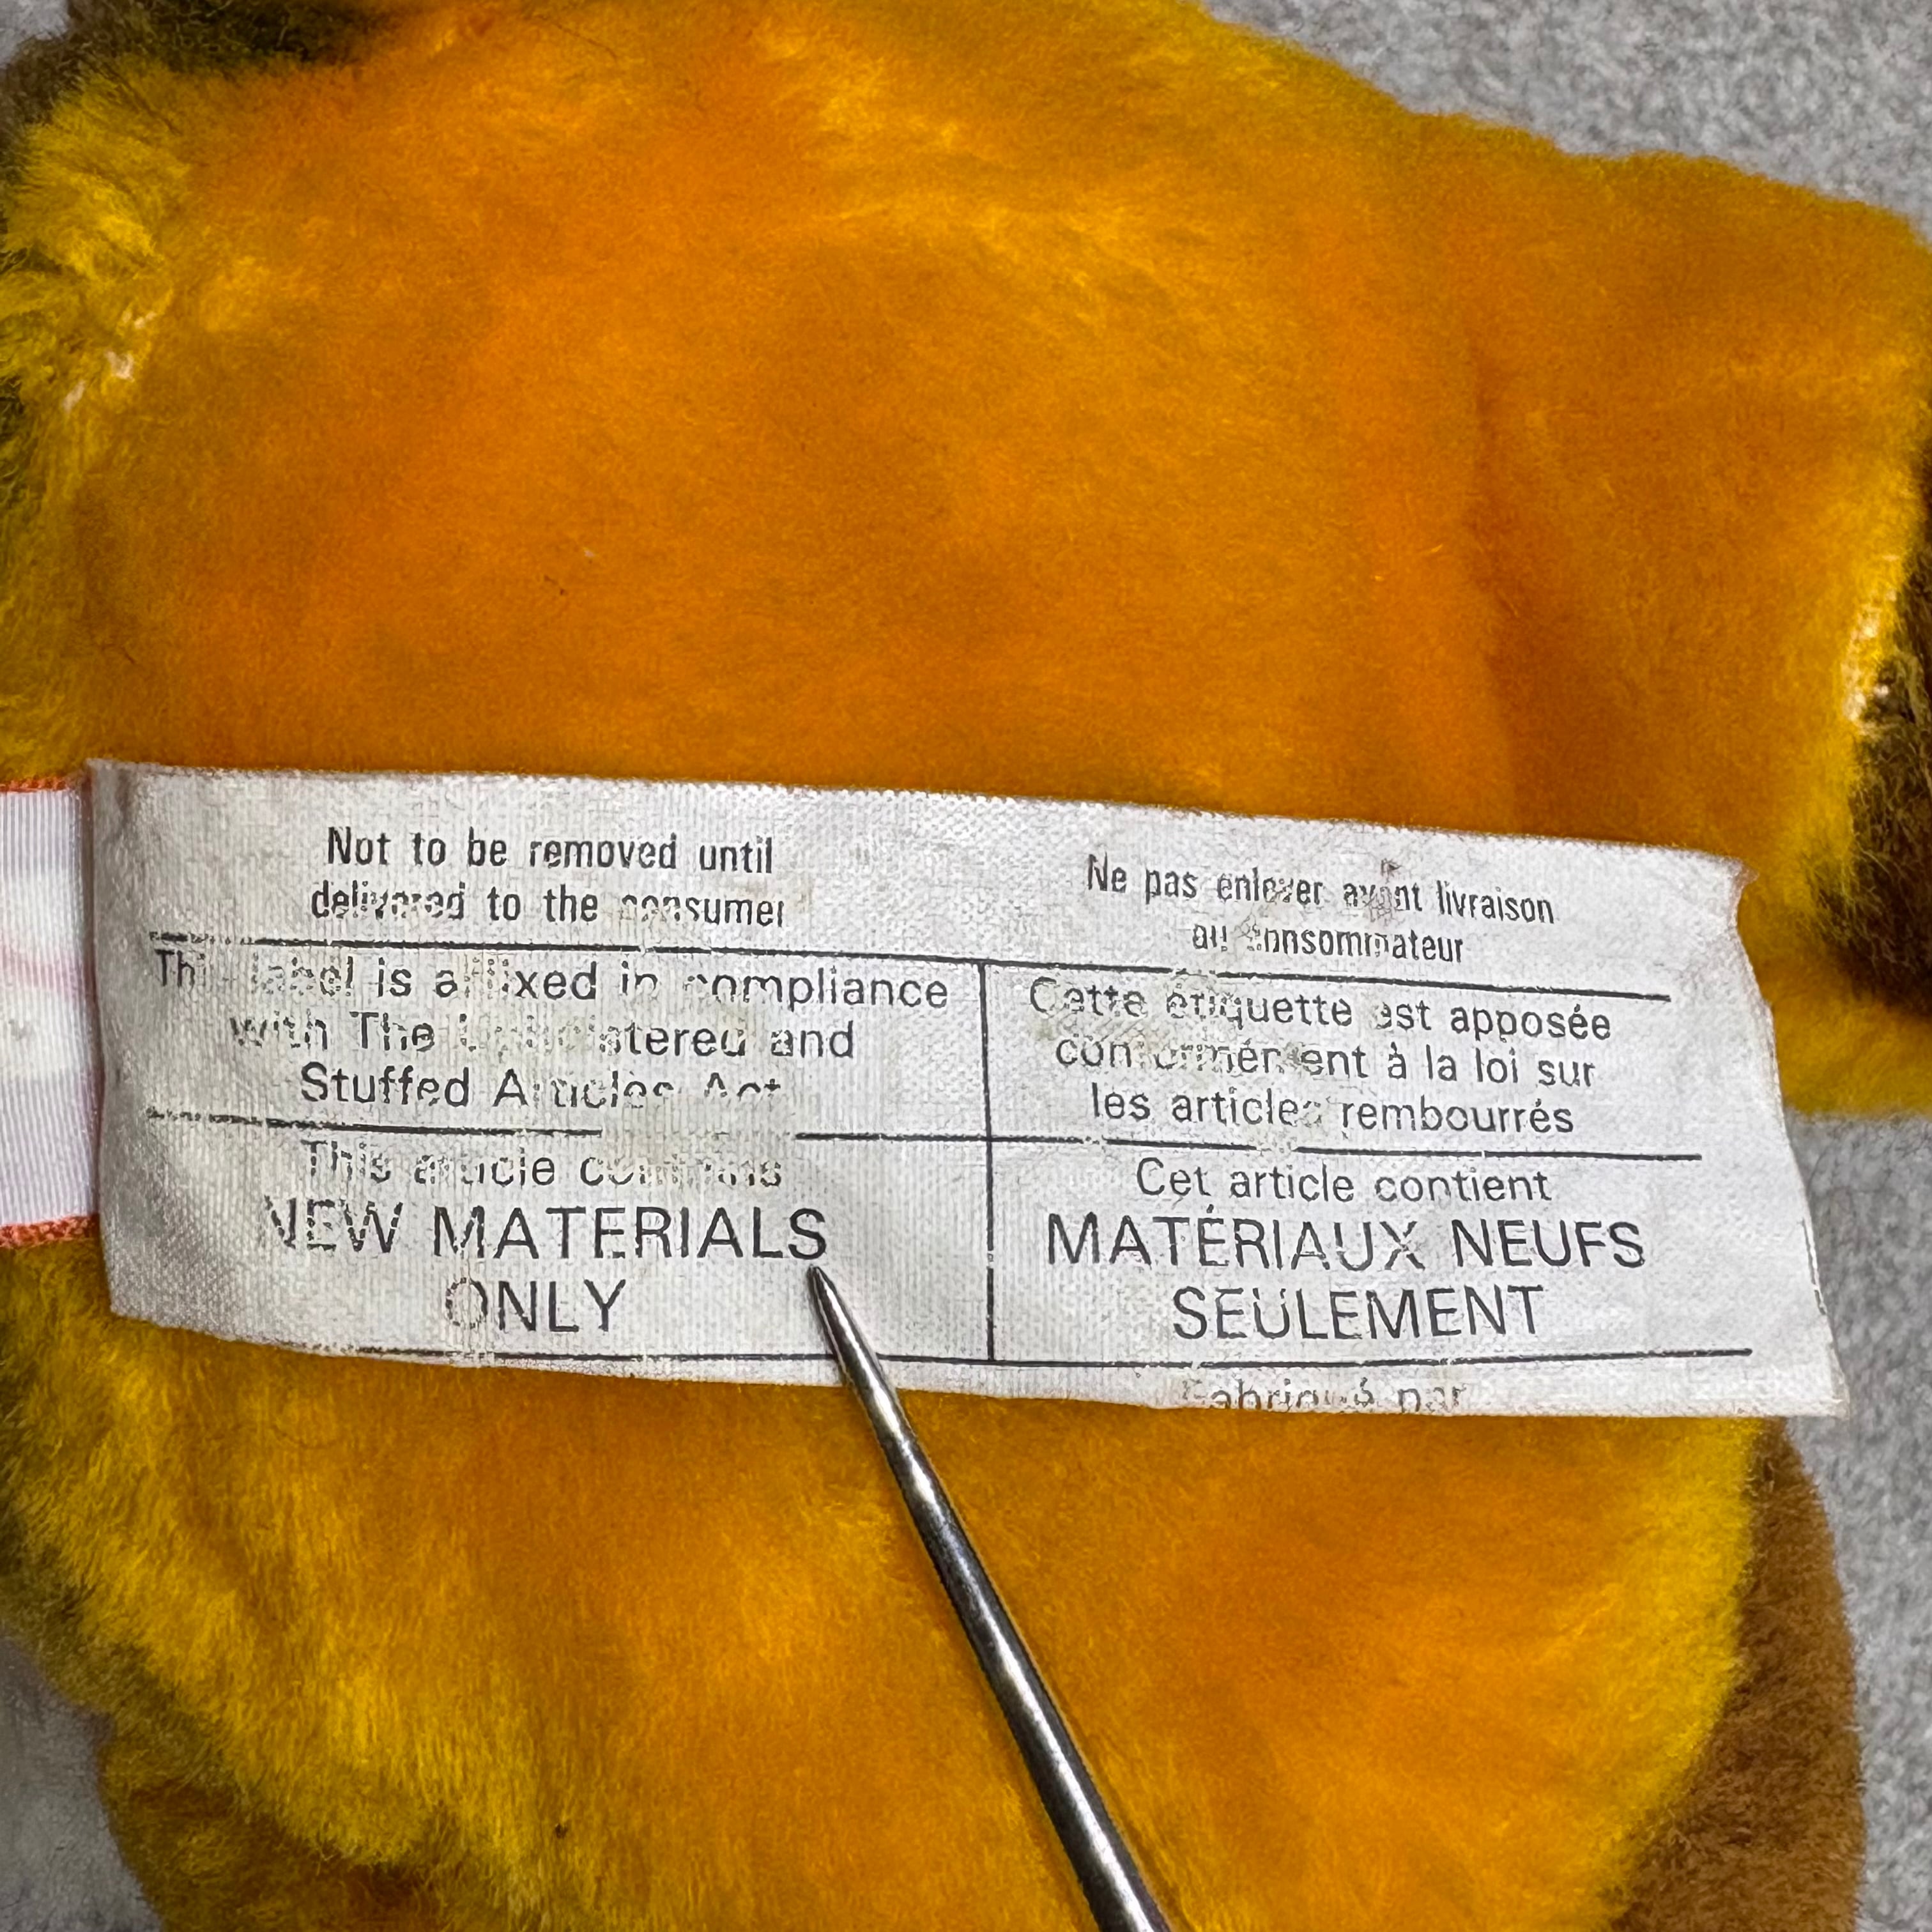 Not to be removed until
delivered to the consumer
Ne pas enlever avant livraison
au consommateur
This label is affixed in compliance
with The Upholstered and
Stuffed Articles Act
Cette étiquette est apposée
conformément à la loi sur
les articles rembourrés
This article contains
NEW MATERIALS
ONLY
Cet article contient
MATÉRIAUX NEUFS
SEULEMENT
Fabriqué par